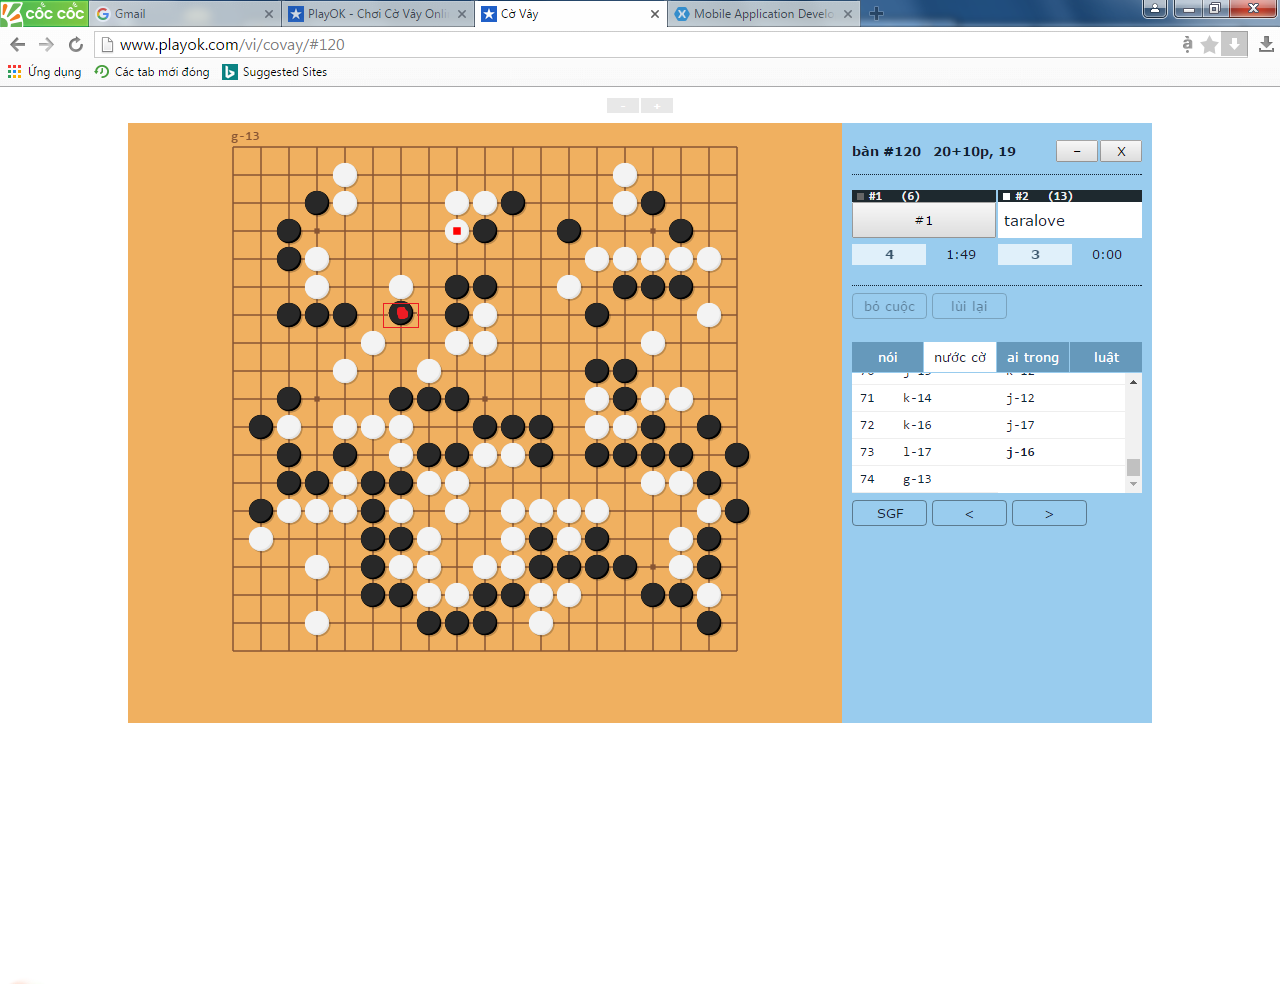 cốc cốc
Gmail
PlayOK - Chơi Cờ Vây Onli
Cờ Vây
Mobile Application Develo
www.playok.com/vi/covay/#120
Ứng dụng
Các tab mới đóng
Suggested Sites
- +
g-13
bàn #120 20+10p, 19
– X
#1 (6)
#2 (13)
#1
taralove
4 1:49 3 0:00
bỏ cuộc
lùi lại
nói nước cờ ai trong luật
71 k-14 j-12
72 k-16 j-17
73 l-17 j-16
74 g-13
SGF < >